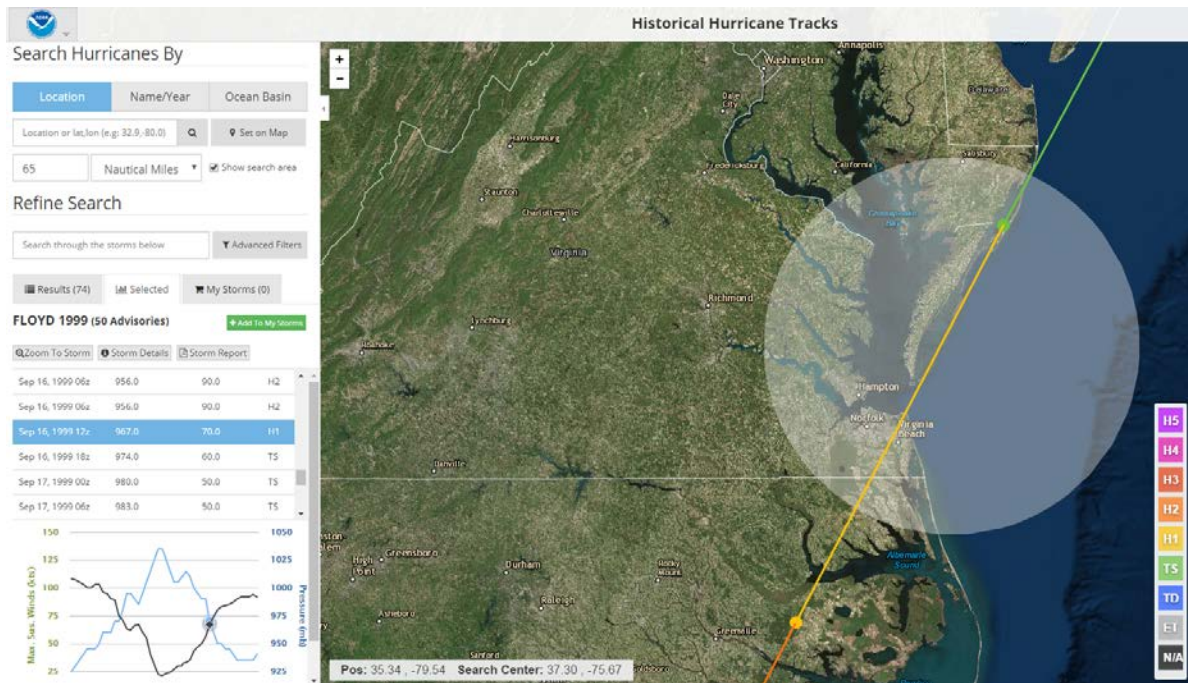 NOAA
Historical Hurricane Tracks
Search Hurricanes By
Location Name/Year Ocean Basin
Location or lat,lon (e.g: 32.9,-80.0) Set on Map
65 Nautical Miles Show search area
Refine Search
Search through the storms below Advanced Filters
Results (74) Selected My Storms (0)
FLOYD 1999 (50 Advisories) + Add To My Storms
Zoom To Storm Storm Details Storm Report
Sep 16, 1999 06z 956.0 90.0 H2
Sep 16, 1999 06z 956.0 90.0 H2
Sep 16, 1999 12z 967.0 70.0 H1
Sep 16, 1999 18z 974.0 60.0 TS
Sep 17, 1999 00z 980.0 50.0 TS
Sep 17, 1999 06z 983.0 50.0 TS
150 1050
125 1025
100 1000
75 975
50 950
25 925
Max. Sus. Winds (kts)
Pressure (mb)
+
−
Annapolis
Washington
Dale
City
Delaware
Harrisonburg
Fredericksburg
California
Salisbury
Staunton
Charlottesville
Chesapeake
Bay
Virginia
Richmond
Lynchburg
Roanoke
Hampton
Norfolk
Virginia
Beach
Danville
Albemarle
Sound
Greensboro
High
Point
Durham
Rocky
Mount
Raleigh
Asheboro
Greenville
Sanford
Goldsboro
Pos: 35.34 , -79.54 Search Center: 37.30 , -75.67
H5
H4
H3
H2
H1
TS
TD
ET
N/A